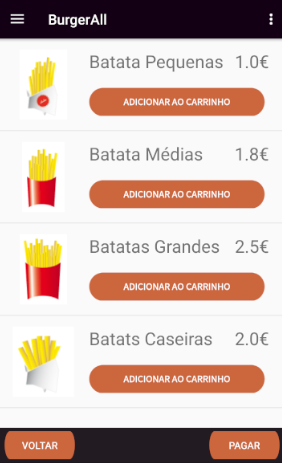 BurgerAll
Batata Pequenas 1.0€
ADICIONAR AO CARRINHO
Batata Médias 1.8€
ADICIONAR AO CARRINHO
Batatas Grandes 2.5€
ADICIONAR AO CARRINHO
Batats Caseiras 2.0€
ADICIONAR AO CARRINHO
VOLTAR PAGAR